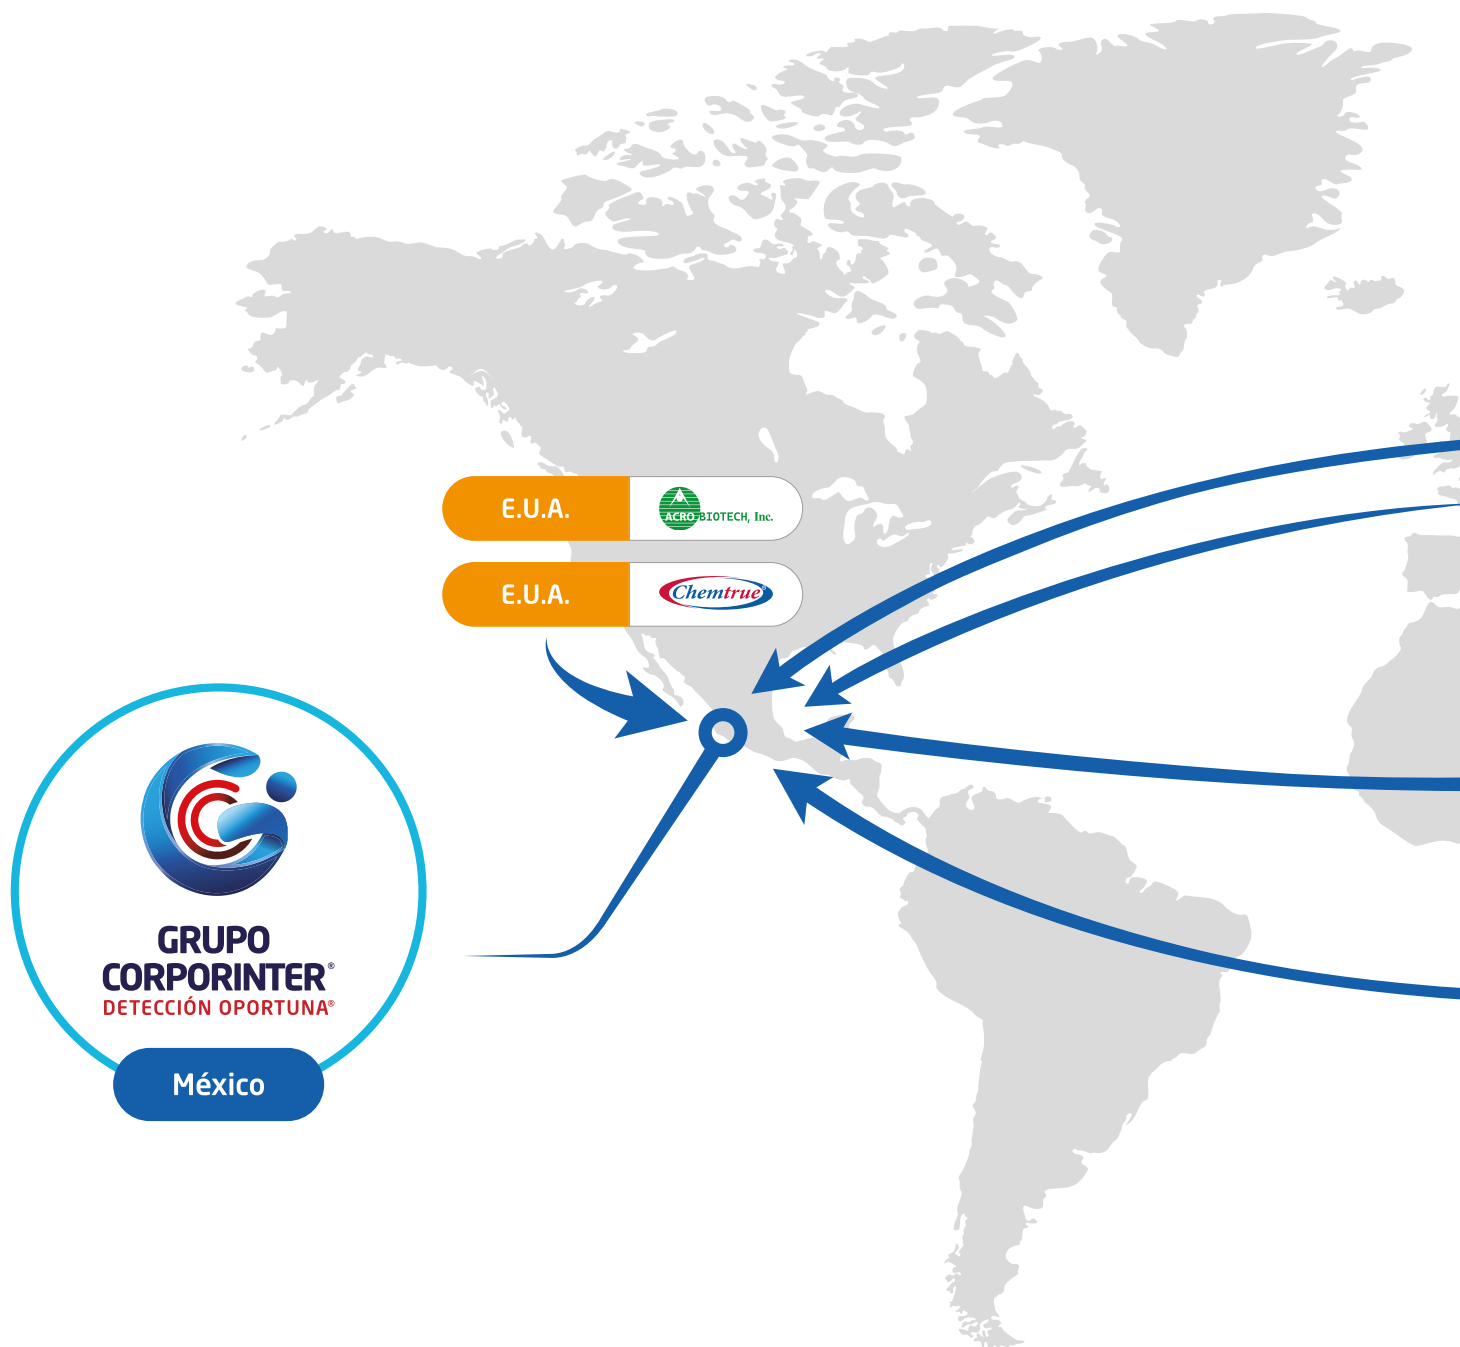 E.U.A.
ACRO BIOTECH, Inc.
E.U.A.
Chemtrue®
GRUPO
CORPORINTER®
DETECCIÓN OPORTUNA®
México